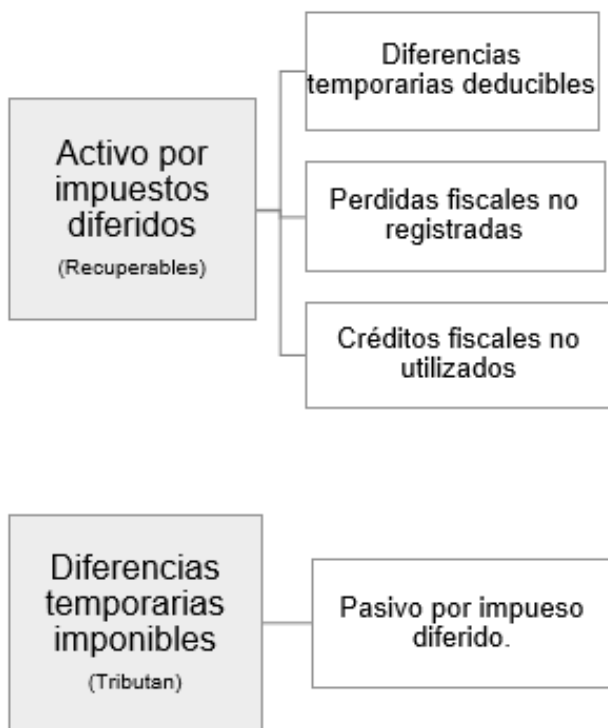 Activo por
impuestos
diferidos
(Recuperables)
Diferencias
temporarias deducibles
Perdidas fiscales no
registradas
Créditos fiscales no
utilizados
Diferencias
temporarias
imponibles
(Tributan)
Pasivo por impueso
diferido.